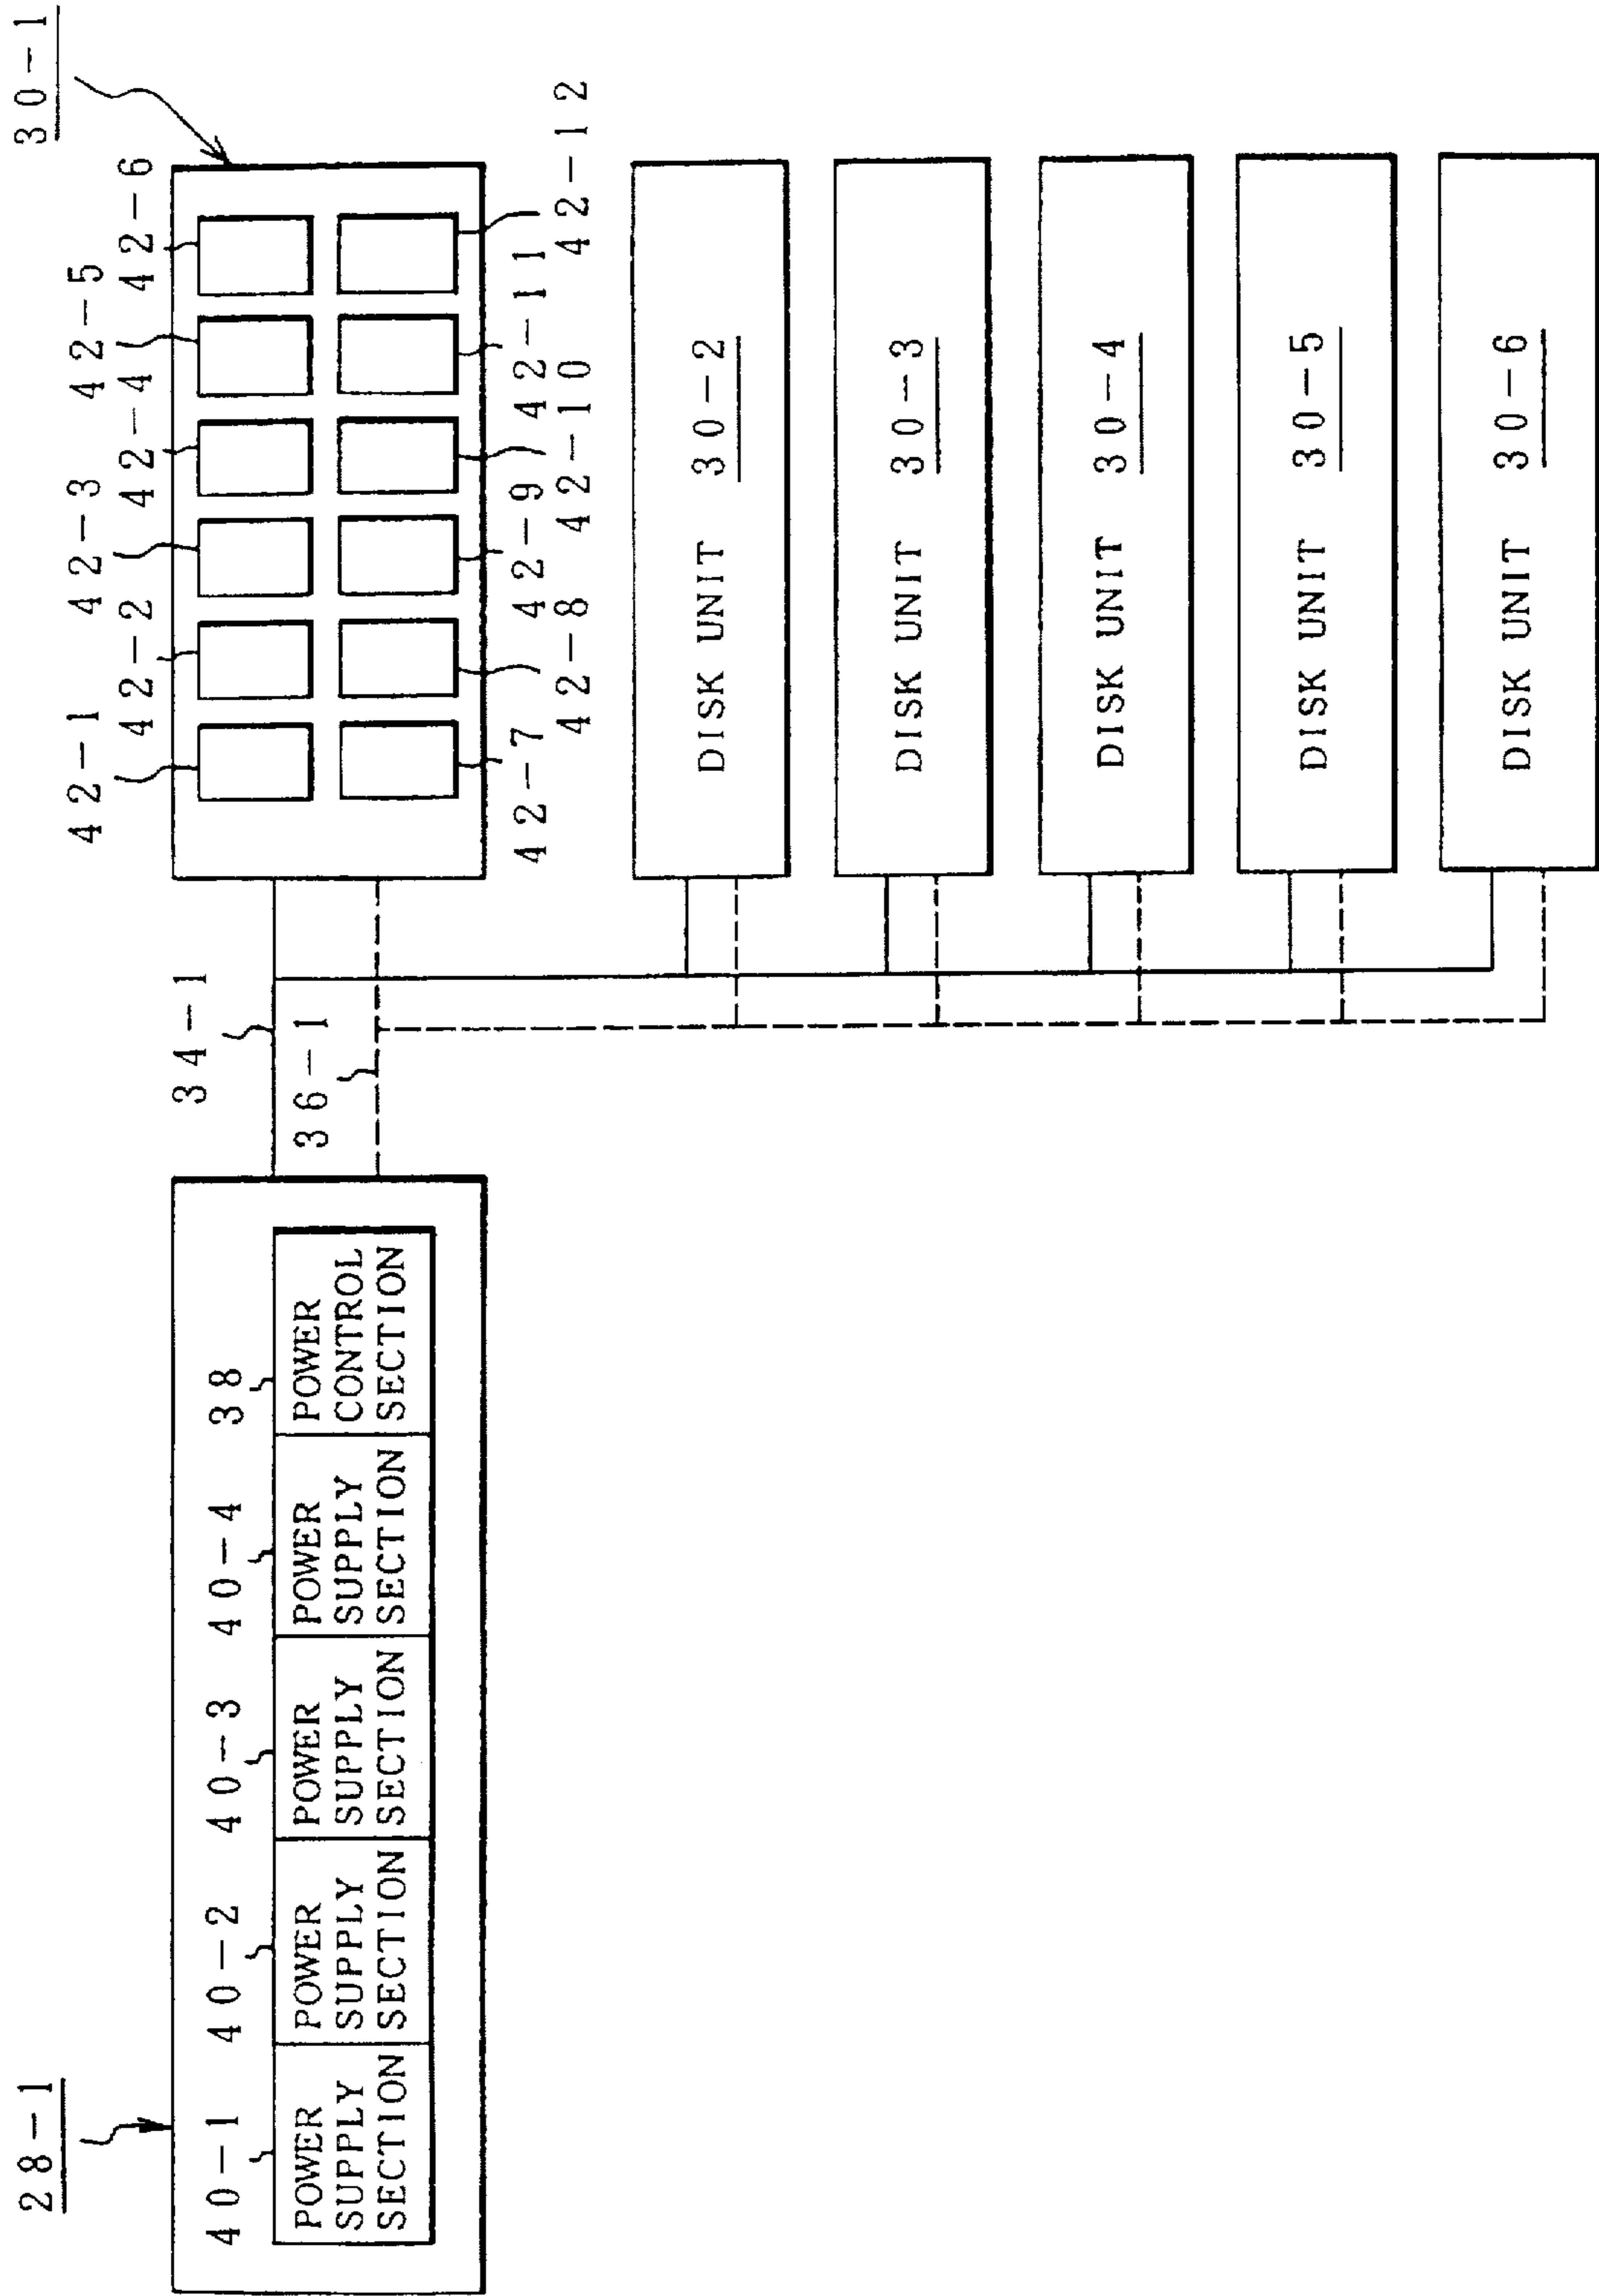 28-1
40-1
40-2
40-3
40-4
38
POWER
SUPPLY
SECTION
POWER
SUPPLY
SECTION
POWER
SUPPLY
SECTION
POWER
SUPPLY
SECTION
POWER
CONTROL
SECTION
34-1
36-1
30-1
42-1
42-2
42-3
42-4
42-5
42-6
42-7
42-8
42-9
42-10
42-11
42-12
DISK UNIT 30-2
DISK UNIT 30-3
DISK UNIT 30-4
DISK UNIT 30-5
DISK UNIT 30-6